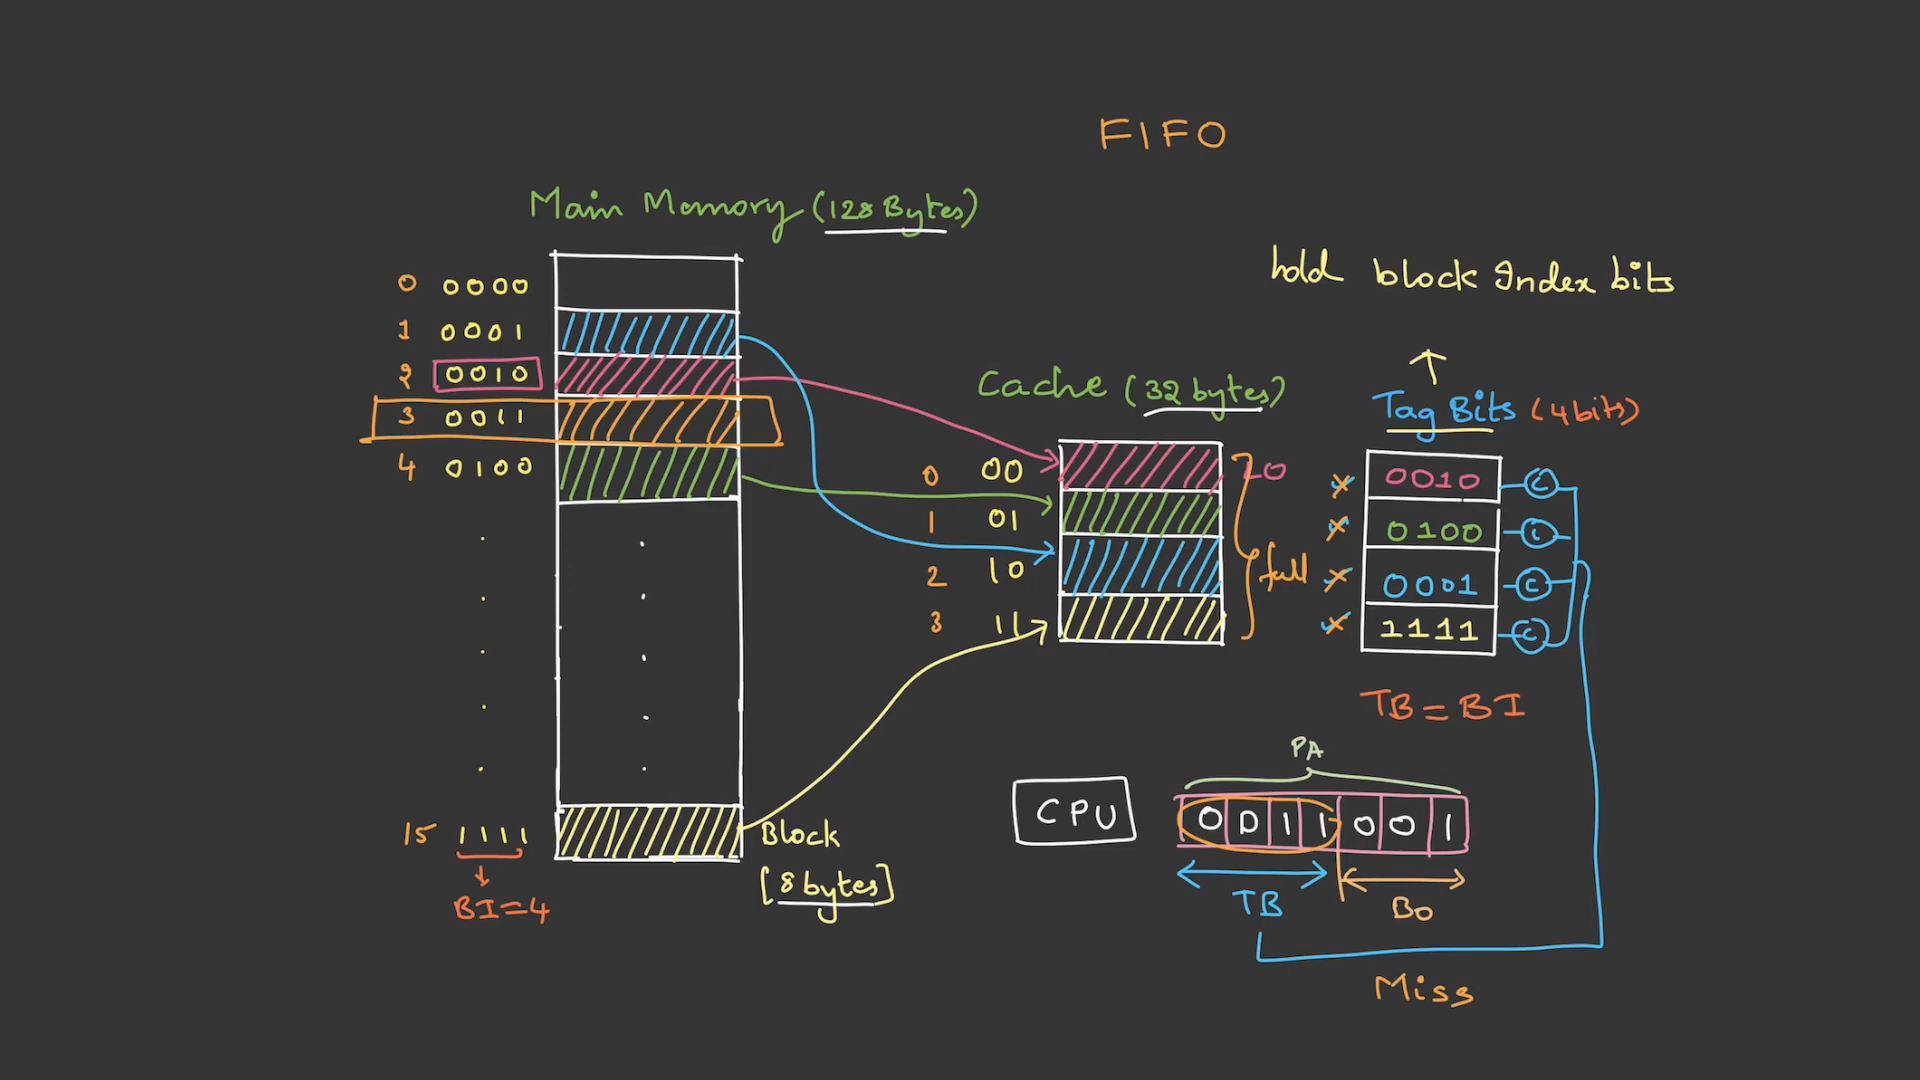 FIFO
Main Memory (128 Bytes)
hold block Index bits
0 0000
1 0001
2 0010
3 0011
4 0100
Cache (32 bytes)
Tag Bits (4 bits)
0 00
1 01
2 10
3 11
full
0010 C
0100 C
0001 C
1111 C
TB = BI
PA
CPU
0 0 1 1 0 0 1
TB
BO
Miss
15 1111
BI=4
Block
[8 bytes]